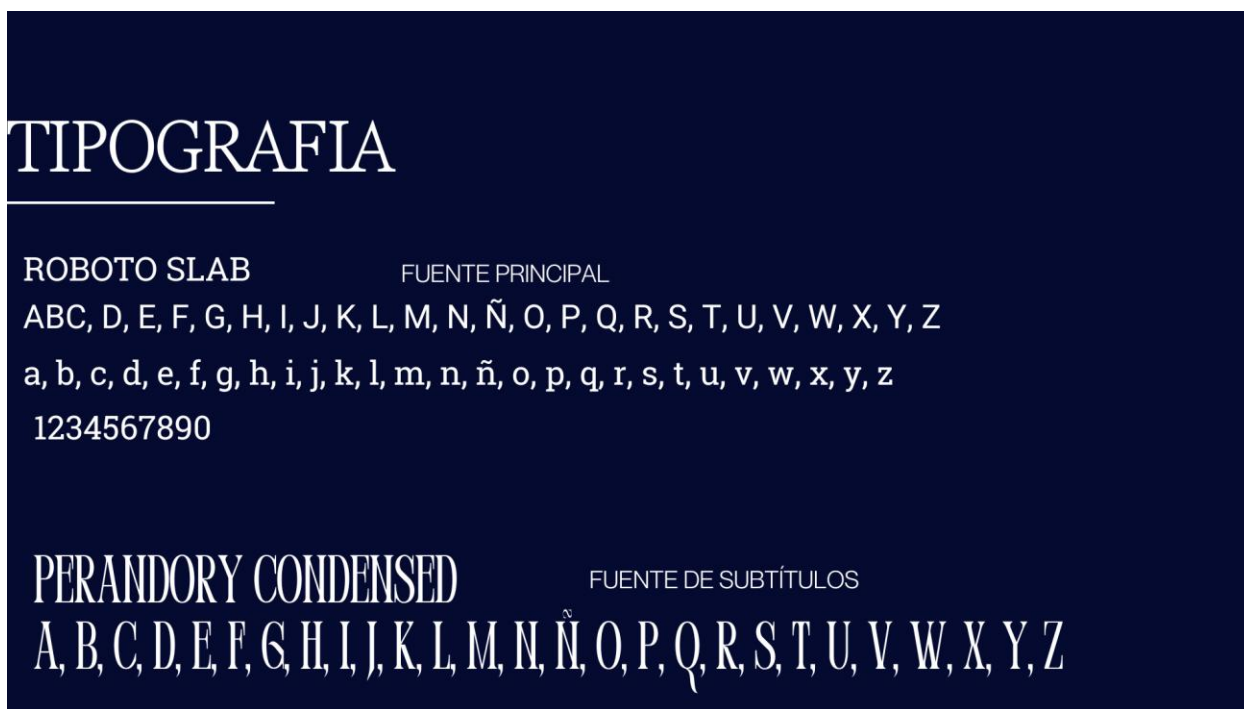 TIPOGRAFIA
ROBOTO SLAB FUENTE PRINCIPAL
ABC, D, E, F, G, H, I, J, K, L, M, N, Ñ, O, P, Q, R, S, T, U, V, W, X, Y, Z
a, b, c, d, e, f, g, h, i, j, k, l, m, n, ñ, o, p, q, r, s, t, u, v, w, x, y, z
1234567890
PERANDORY CONDENSED FUENTE DE SUBTÍTULOS
A, B, C, D, E, F, G, H, I, J, K, L, M, N, Ñ, O, P, Q, R, S, T, U, V, W, X, Y, Z